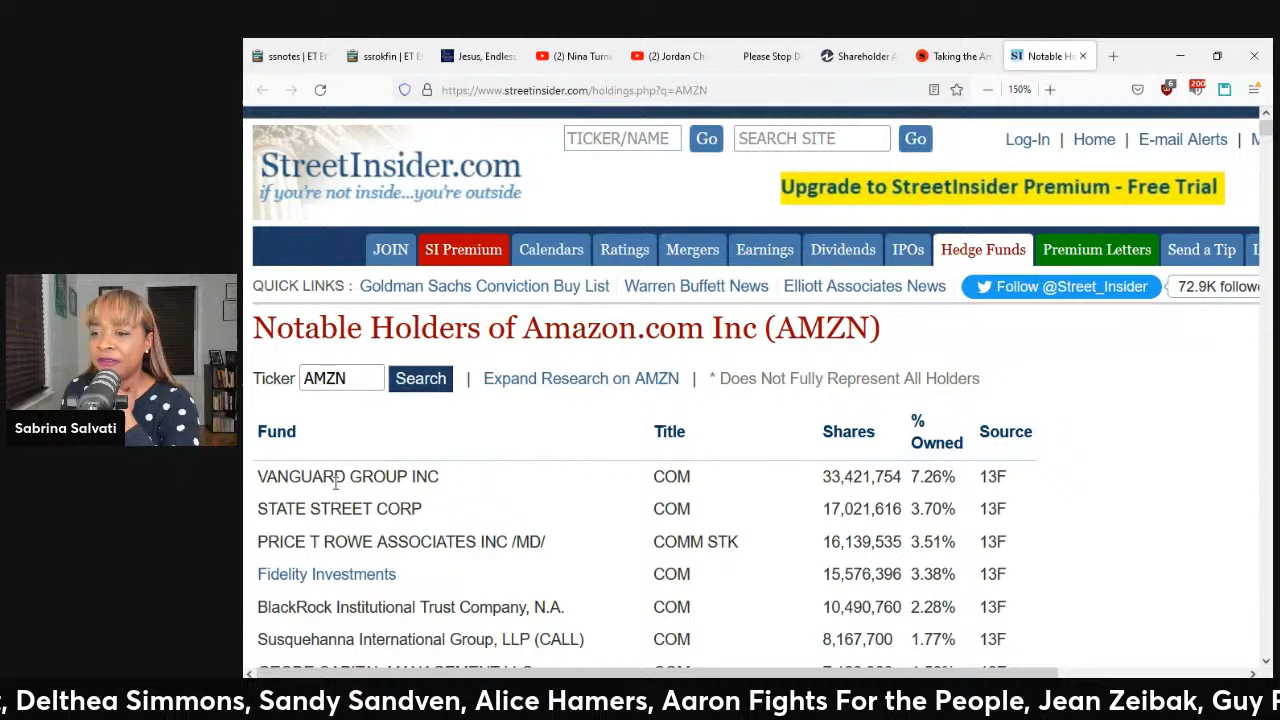 ssnotes | ET Et
ssrokfin | ET E
Jesus, Endless
(2) Nina Turne
(2) Jordan Ch
Please Stop D
Shareholder A
Taking the Am
Notable Ho
https://www.streetinsider.com/holdings.php?q=AMZN
150%
6
200
StreetInsider.com
if you're not inside...you're outside
TICKER/NAME Go SEARCH SITE Go
Log-In | Home | E-mail Alerts | M
Upgrade to StreetInsider Premium - Free Trial
JOIN SI Premium Calendars Ratings Mergers Earnings Dividends IPOs Hedge Funds Premium Letters Send a Tip
QUICK LINKS : Goldman Sachs Conviction Buy List Warren Buffett News Elliott Associates News Follow @Street_Insider 72.9K followe
Notable Holders of Amazon.com Inc (AMZN)
Ticker AMZN Search | Expand Research on AMZN | * Does Not Fully Represent All Holders
Fund Title Shares % Owned Source
VANGUARD GROUP INC COM 33,421,754 7.26% 13F
STATE STREET CORP COM 17,021,616 3.70% 13F
PRICE T ROWE ASSOCIATES INC /MD/ COMM STK 16,139,535 3.51% 13F
Fidelity Investments COM 15,576,396 3.38% 13F
BlackRock Institutional Trust Company, N.A. COM 10,490,760 2.28% 13F
Susquehanna International Group, LLP (CALL) COM 8,167,700 1.77% 13F
Sabrina Salvati
, Delthea Simmons, Sandy Sandven, Alice Hamers, Aaron Fights For the People, Jean Zeibak, Guy